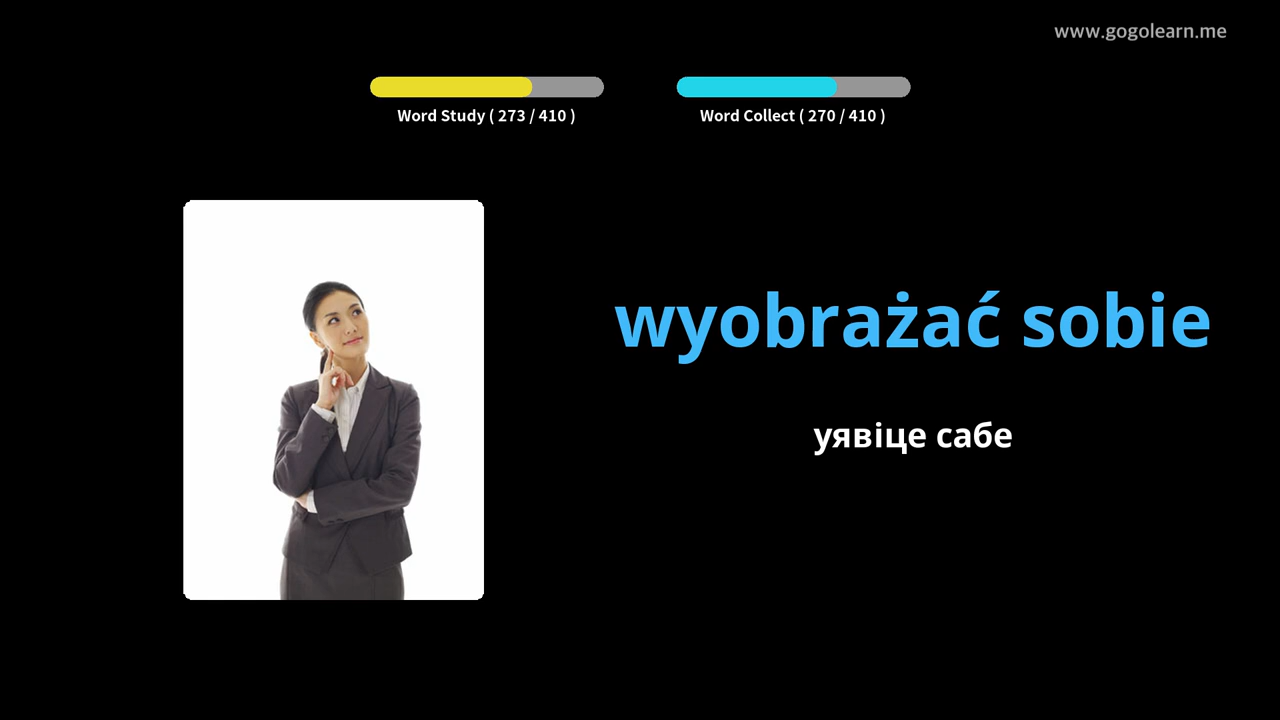 www.gogolearn.me
Word Study ( 273 / 410 )
Word Collect ( 270 / 410 )
wyobrażać sobie
уявіце сабе